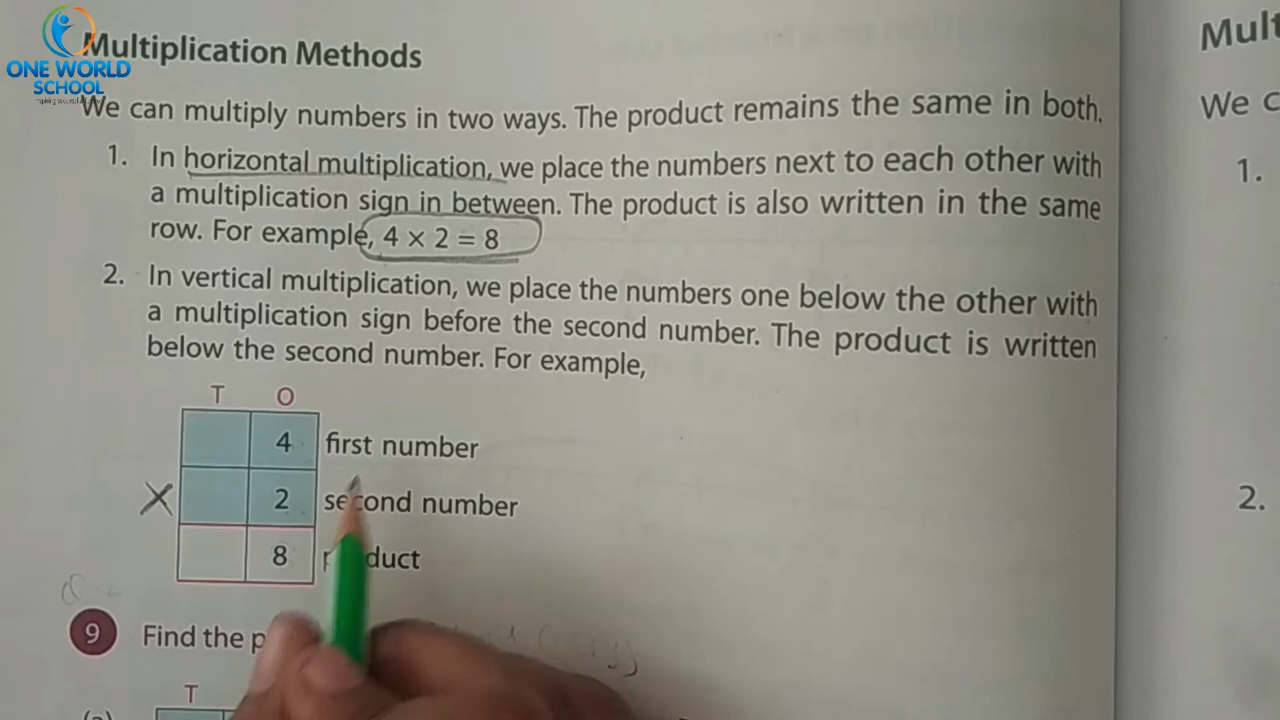 ONE WORLD
SCHOOL
Multiplication Methods
We can multiply numbers in two ways. The product remains the same in both.
1. In horizontal multiplication, we place the numbers next to each other with
a multiplication sign in between. The product is also written in the same
row. For example, 4 × 2 = 8
2. In vertical multiplication, we place the numbers one below the other with
a multiplication sign before the second number. The product is written
below the second number. For example,
T O
4 first number
× 2 second number
8 product
9 Find the
T
(a)
Mult
We
1.
2.